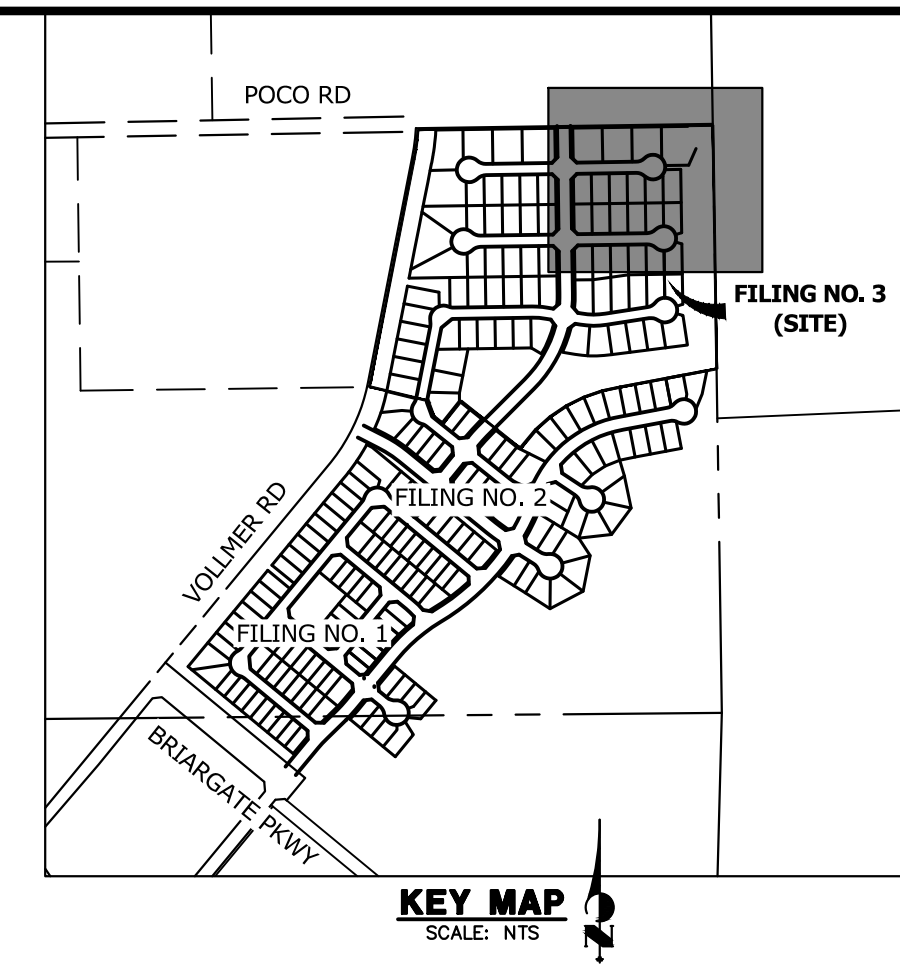 POCO RD
FILING NO. 3
(SITE)
FILING NO. 2
VOLLMER RD
FILING NO. 1
BRIARGATE PKWY
KEY MAP
SCALE: NTS
N